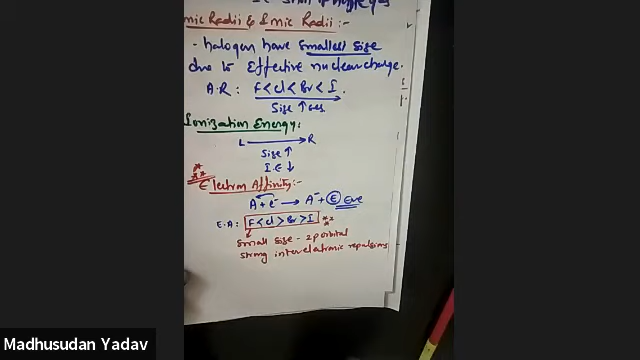 mic Radii & Ionic Radii :-
- halogen have smallest size
due to Effective nuclear charge.
A.R : F < Cl < Br < I .
Size ↑ ses
Ionization Energy:
L → R
Size ↑
I.E ↓
Electron Affinity:-
A + e⁻ → A⁻ + E eve
E.A : F < Cl > Br > I
Small size - 2p orbital
strong interelectronic repulsions
Madhusudan Yadav